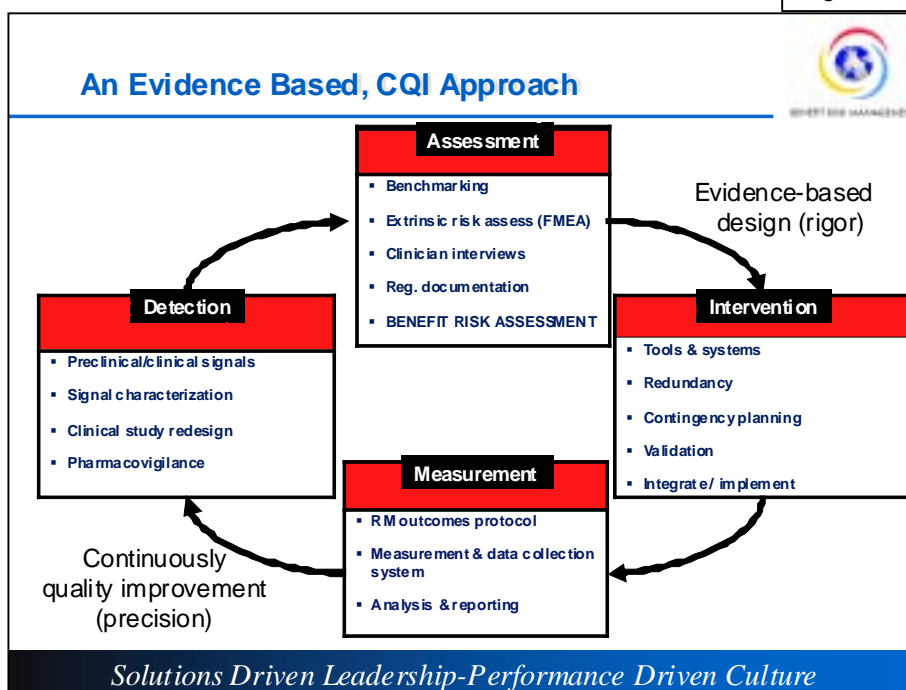 An Evidence Based, CQI Approach
BENEFIT RISK MANAGEMENT
Assessment
▪ Benchmarking
▪ Extrinsic risk assess (FMEA)
▪ Clinician interviews
▪ Reg. documentation
▪ BENEFIT RISK ASSESSMENT
Evidence-based
design (rigor)
Detection
▪ Preclinical/clinical signals
▪ Signal characterization
▪ Clinical study redesign
▪ Pharmacovigilance
Intervention
▪ Tools & systems
▪ Redundancy
▪ Contingency planning
▪ Validation
▪ Integrate / implement
Measurement
▪ RM outcomes protocol
▪ Measurement & data collection
system
▪ Analysis & reporting
Continuously
quality improvement
(precision)
Solutions Driven Leadership-Performance Driven Culture